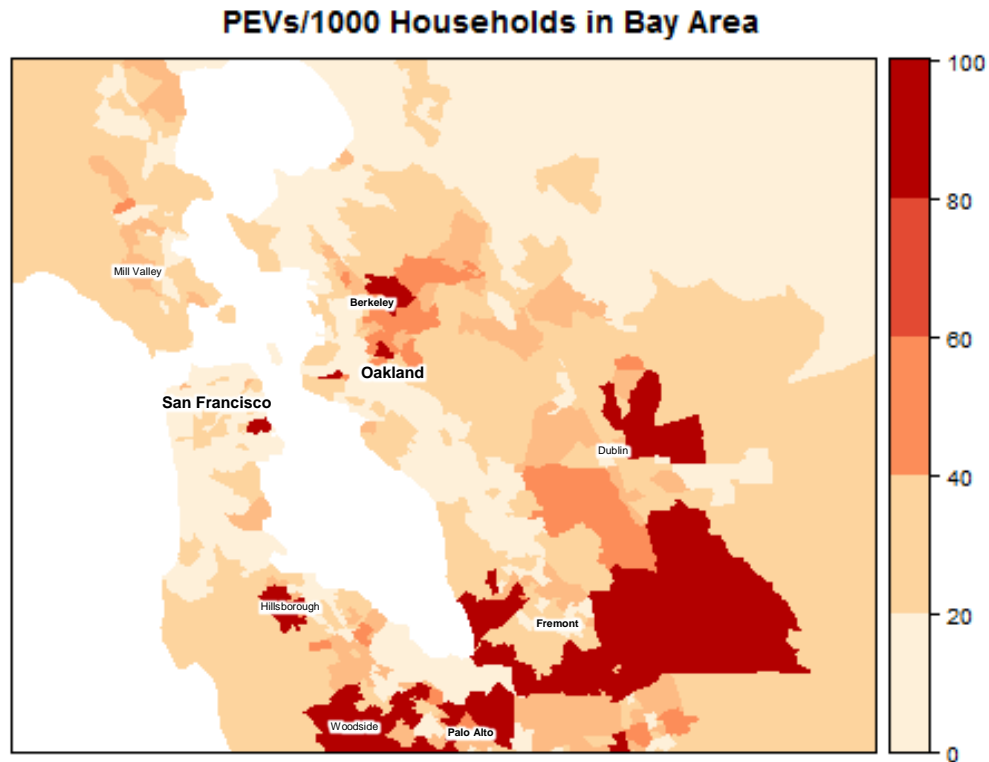 PEVs/1000 Households in Bay Area
100
80
60
40
20
0
Mill Valley
Berkeley
Oakland
San Francisco
Dublin
Hillsborough
Fremont
Woodside
Palo Alto